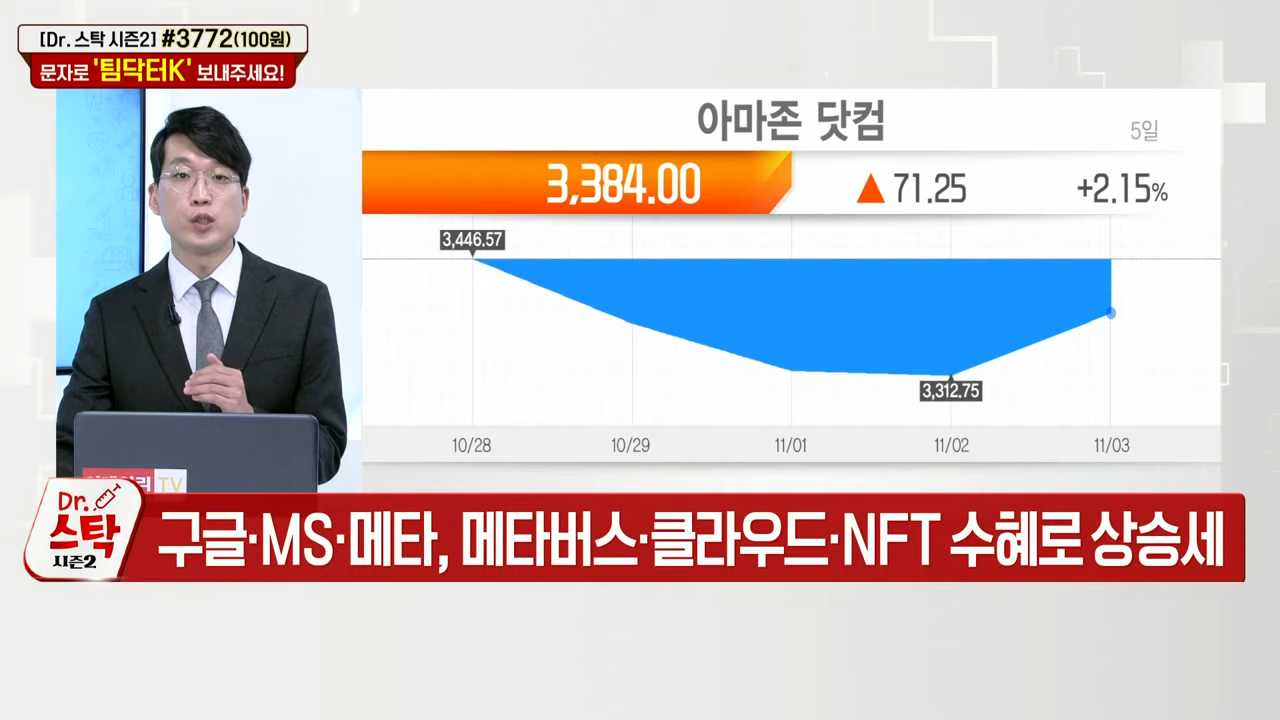 [Dr. 스탁 시즌2] #3772(100원)
문자로 '팀닥터K' 보내주세요!
아마존 닷컴
5일
3,384.00 ▲ 71.25 +2.15%
3,446.57
3,312.75
10/28 10/29 11/01 11/02 11/03
TV
Dr.
스탁
시즌2
구글·MS·메타, 메타버스·클라우드·NFT 수혜로 상승세